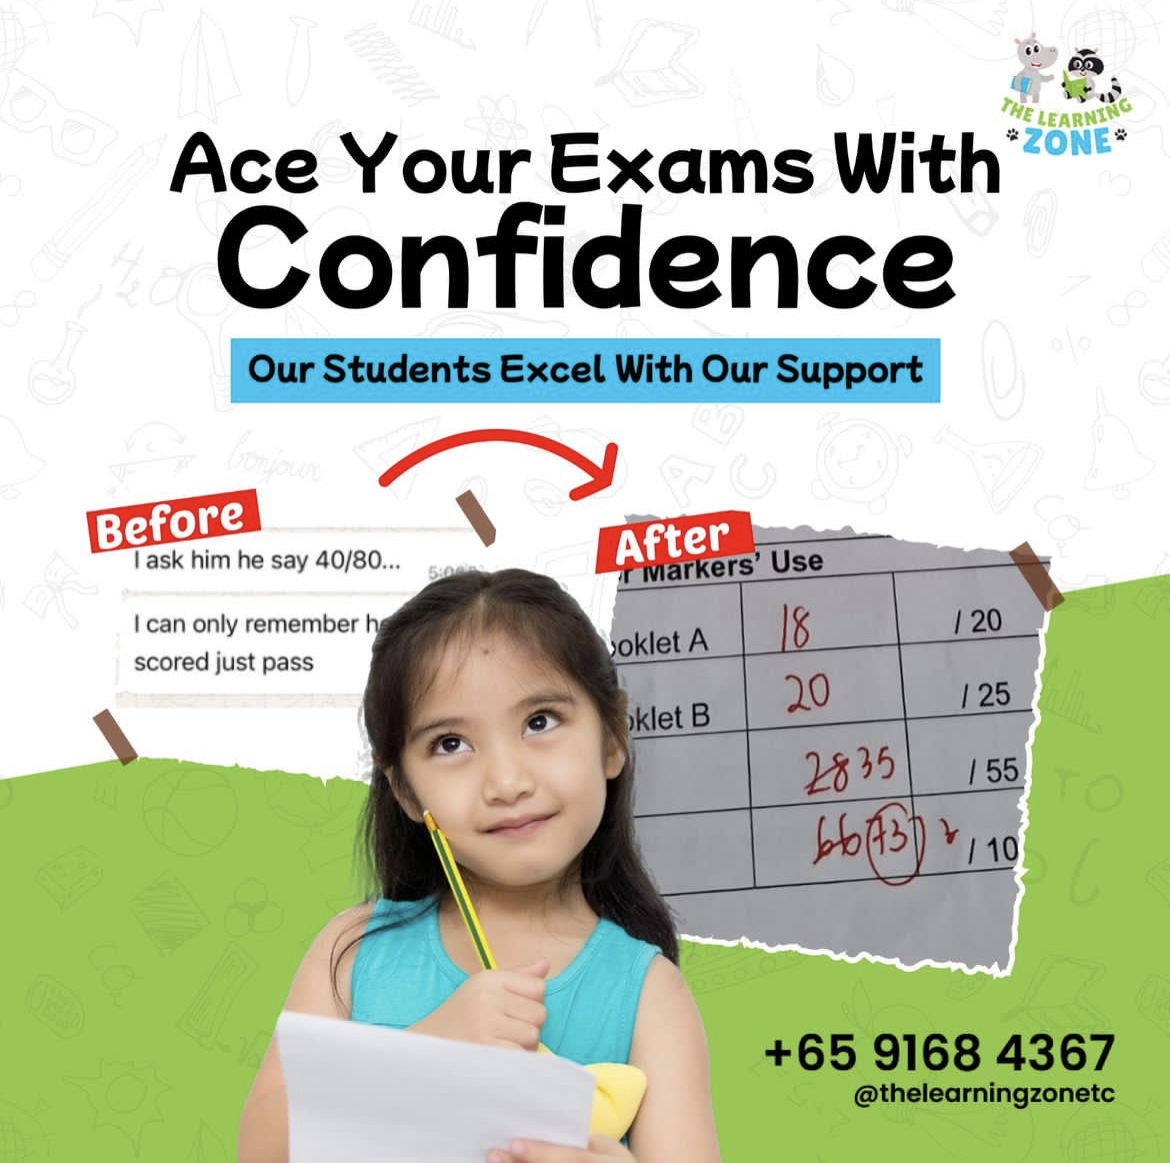 THE LEARNING
ZONE
Ace Your Exams With
Confidence
Our Students Excel With Our Support
Before
I ask him he say 40/80...
I can only remember
scored just pass
After
Markers' Use
ooklet A 18 / 20
oklet B 20 / 25
28 35 / 55
66 73 / 10
+65 9168 4367
@thelearningzonetc
bonjour